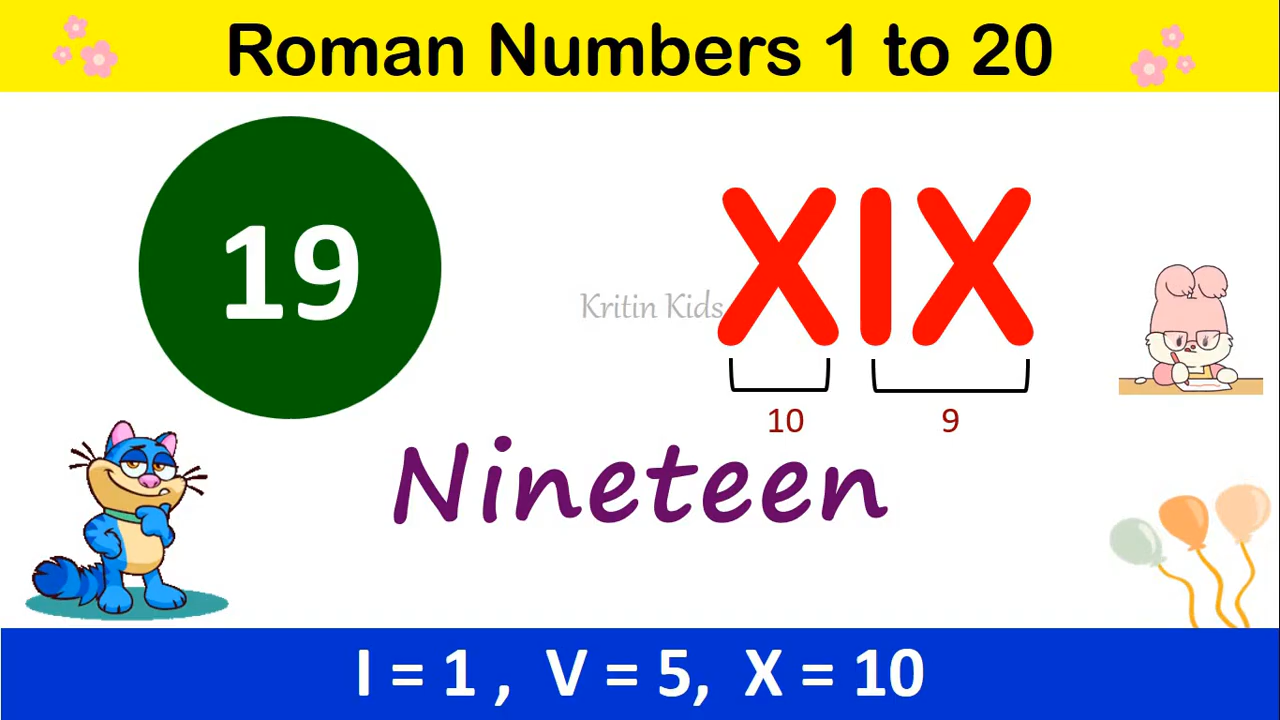 Roman Numbers 1 to 20
19
XIX
Kritin Kids
10 9
Nineteen
I = 1 , V = 5, X = 10